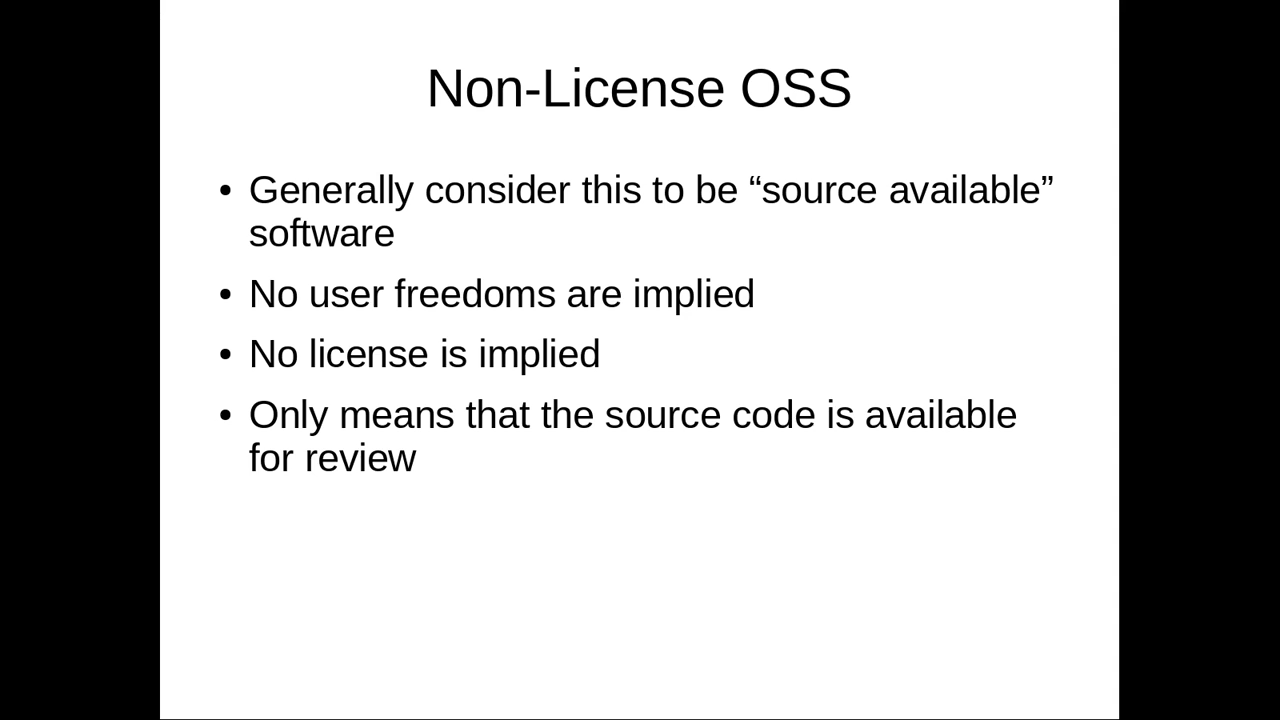 Non-License OSS
• Generally consider this to be “source available”
software
• No user freedoms are implied
• No license is implied
• Only means that the source code is available
for review